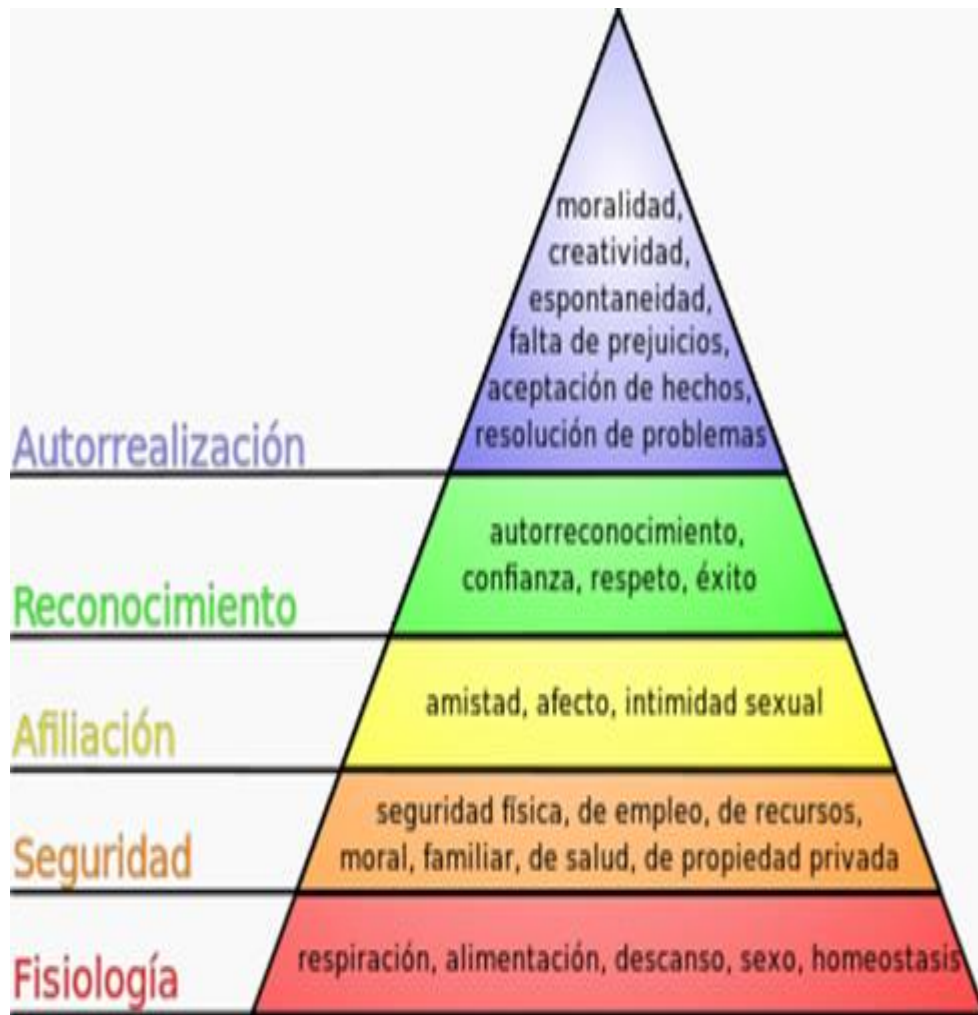 moralidad,
creatividad,
espontaneidad,
falta de prejuicios,
aceptación de hechos,
resolución de problemas
Autorrealización
autorreconocimiento,
confianza, respeto, éxito
Reconocimiento
amistad, afecto, intimidad sexual
Afiliación
seguridad física, de empleo, de recursos,
moral, familiar, de salud, de propiedad privada
Seguridad
respiración, alimentación, descanso, sexo, homeostasis
Fisiología